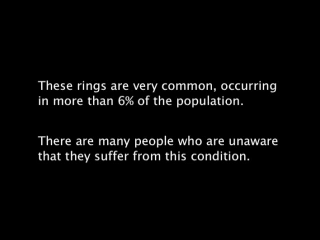 These rings are very common, occurring
in more than 6% of the population.
There are many people who are unaware
that they suffer from this condition.